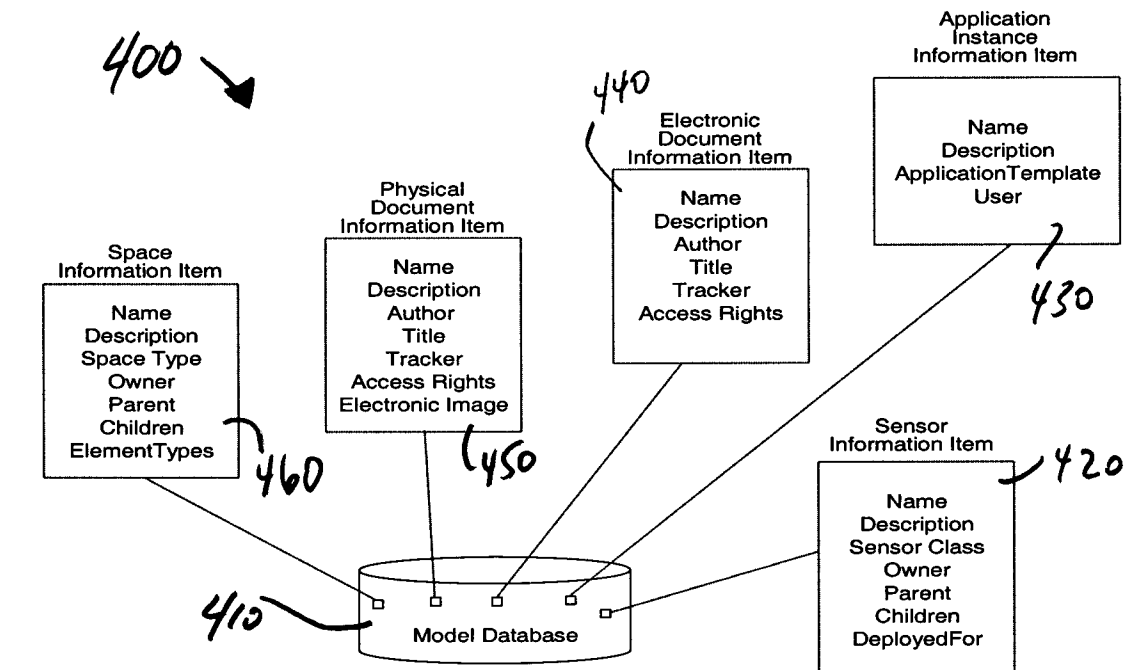 400
Application
Instance
Information Item
Name
Description
ApplicationTemplate
User
430
440
Electronic
Document
Information Item
Name
Description
Author
Title
Tracker
Access Rights
Physical
Document
Information Item
Name
Description
Author
Title
Tracker
Access Rights
Electronic Image
450
Space
Information Item
Name
Description
Space Type
Owner
Parent
Children
ElementTypes
460
Sensor
Information Item
420
Name
Description
Sensor Class
Owner
Parent
Children
DeployedFor
410
Model Database